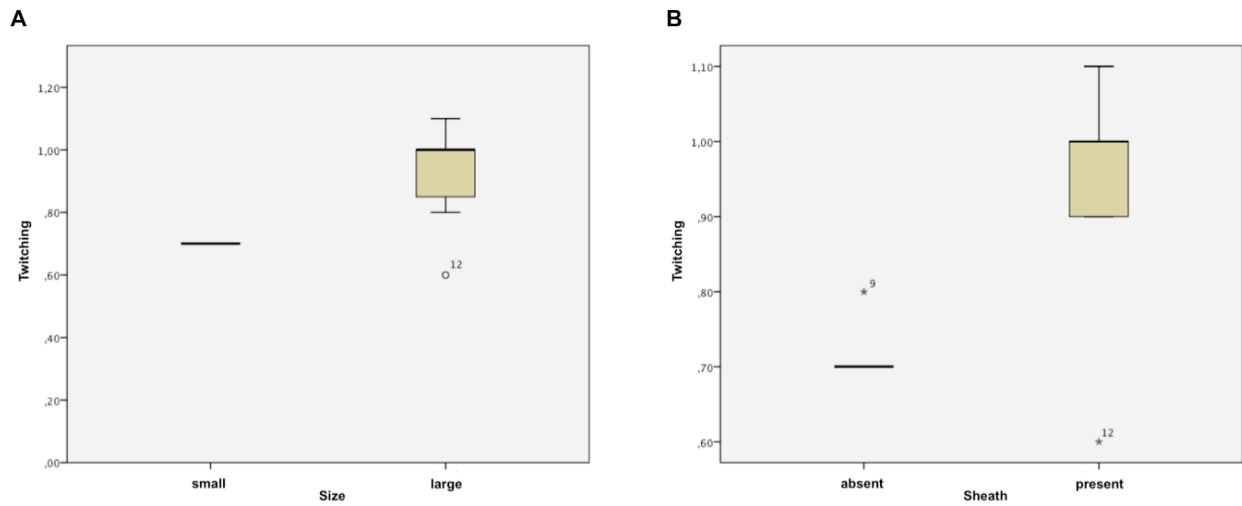 A
Twitching
1,20
1,00
,80
,60
,40
,20
,00
12
small
large
Size
B
Twitching
1,10
1,00
,90
,80
,70
,60
9
12
absent
present
Sheath